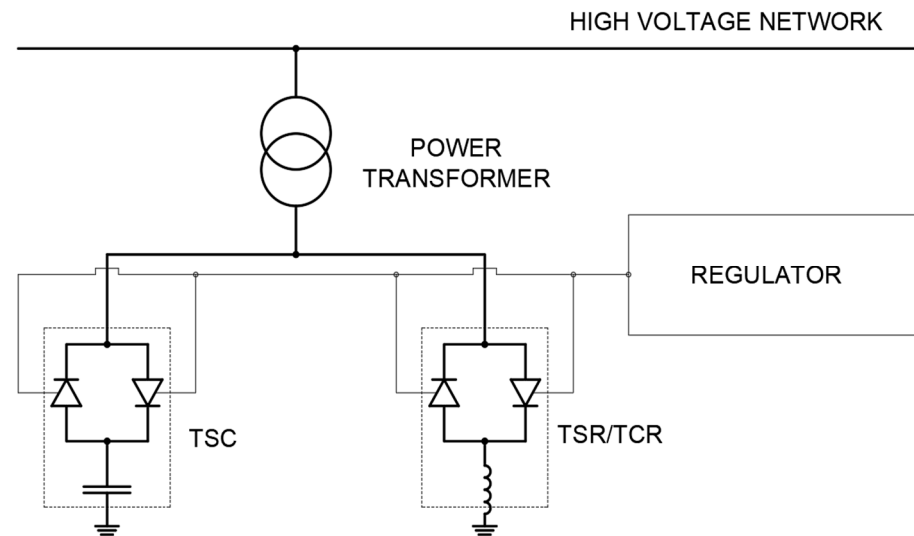 HIGH VOLTAGE NETWORK
POWER
TRANSFORMER
REGULATOR
TSC
TSR/TCR